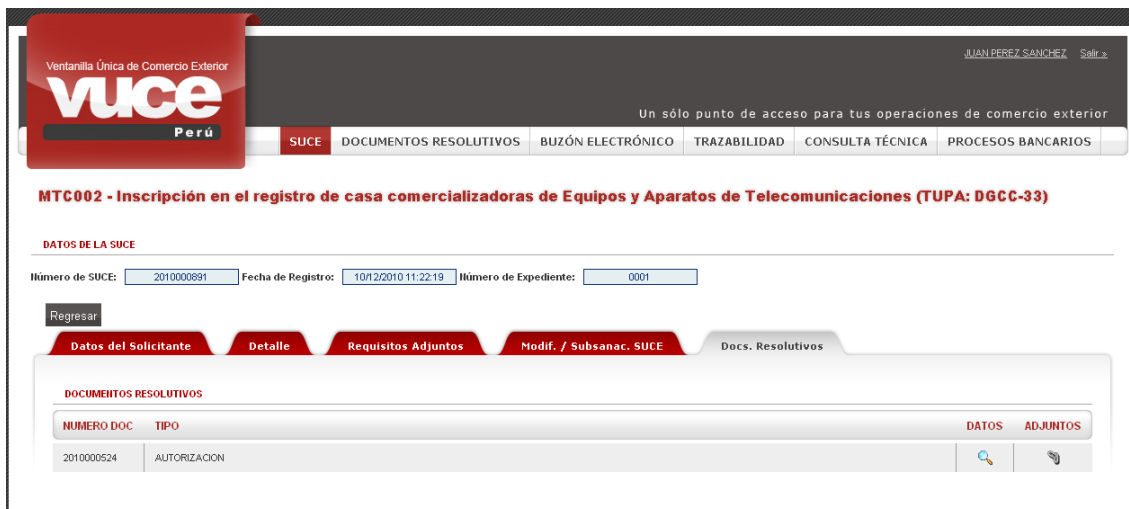 JUAN PEREZ SANCHEZ Salir »
Ventanilla Única de Comercio Exterior
vuce
Perú
Un sólo punto de acceso para tus operaciones de comercio exterior
SUCE DOCUMENTOS RESOLUTIVOS BUZÓN ELECTRÓNICO TRAZABILIDAD CONSULTA TÉCNICA PROCESOS BANCARIOS
MTC002 - Inscripción en el registro de casa comercializadoras de Equipos y Aparatos de Telecomunicaciones (TUPA: DGCC-33)
DATOS DE LA SUCE
Número de SUCE: 2010000891 Fecha de Registro: 10/12/2010 11:22:19 Número de Expediente: 0001
Regresar
Datos del Solicitante Detalle Requisitos Adjuntos Modif. / Subsanac. SUCE Docs. Resolutivos
DOCUMENTOS RESOLUTIVOS
NUMERO DOC TIPO DATOS ADJUNTOS
2010000524 AUTORIZACION